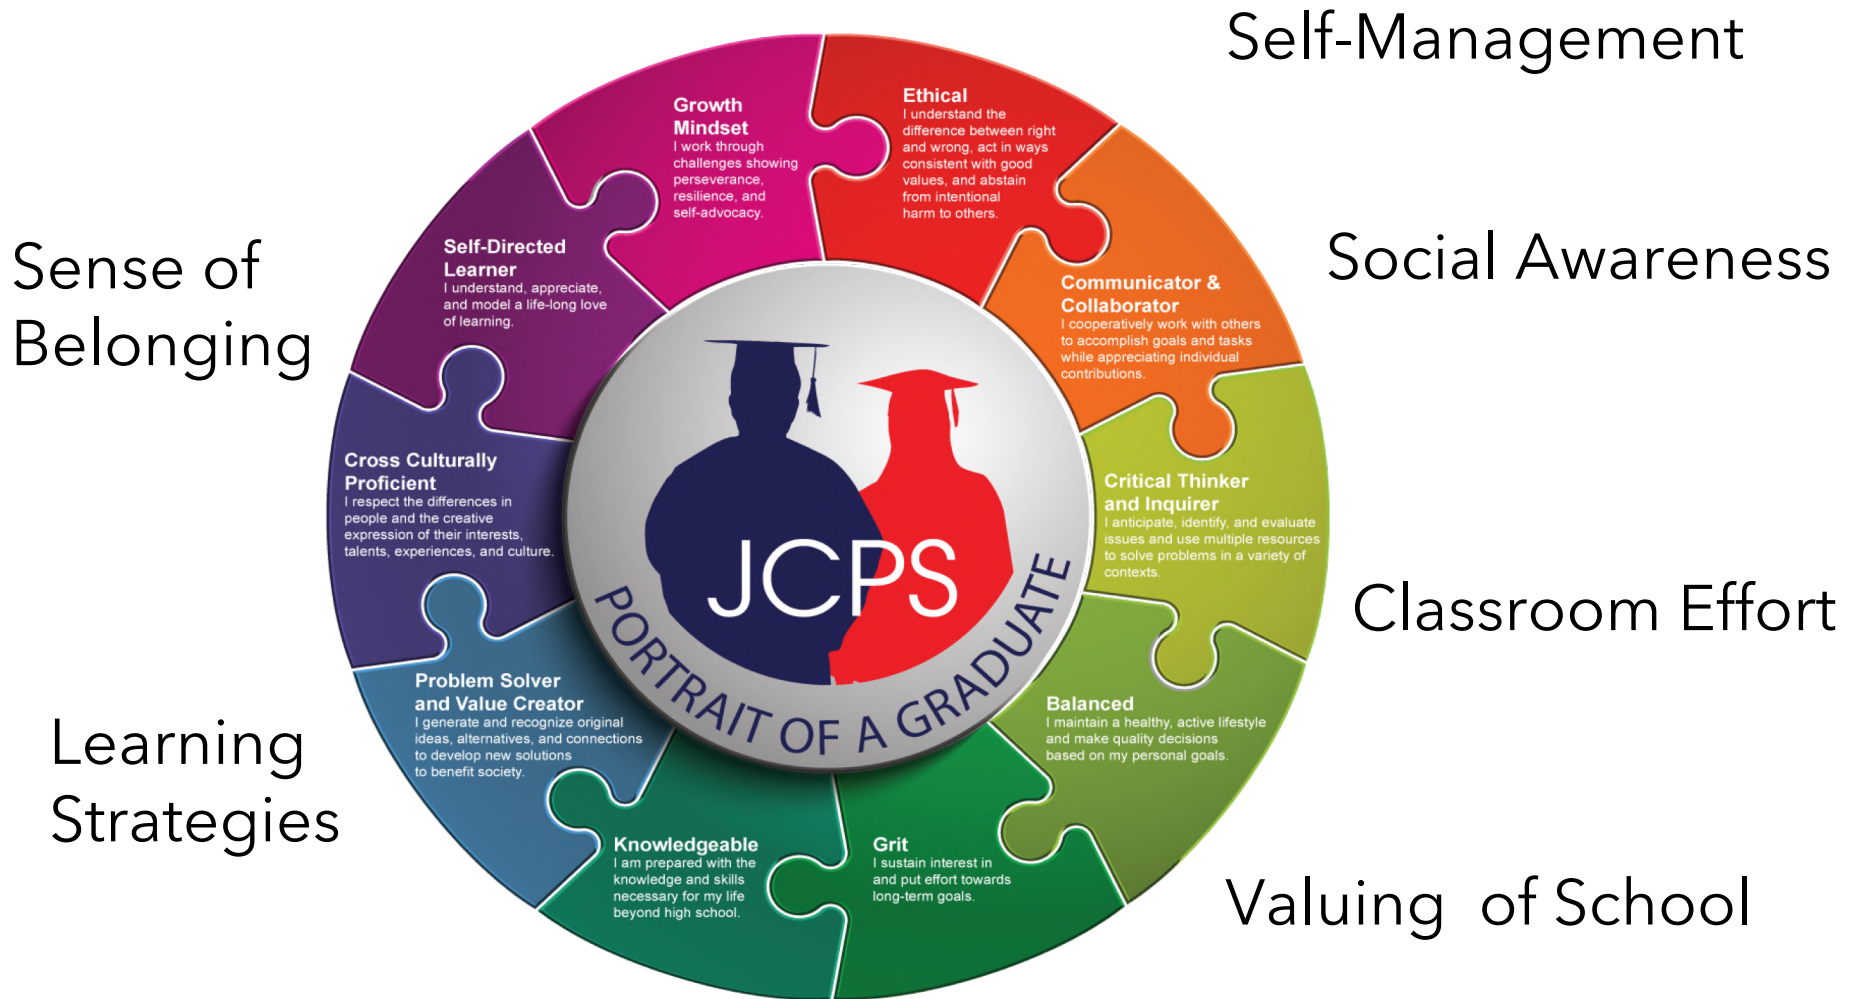 Self-Management
Social Awareness
Classroom Effort
Valuing of School
Sense of
Belonging
Learning
Strategies
Growth
Mindset
I work through
challenges showing
perseverance,
resilience, and
self-advocacy.
Ethical
I understand the
difference between right
and wrong, act in ways
consistent with good
values, and abstain
from intentional
harm to others.
Communicator &
Collaborator
I cooperatively work with others
to accomplish goals and tasks
while appreciating individual
contributions.
Critical Thinker
and Inquirer
I anticipate, identify, and evaluate
issues and use multiple resources
to solve problems in a variety of
contexts.
Balanced
I maintain a healthy, active lifestyle
and make quality decisions
based on my personal goals.
Grit
I sustain interest in
and put effort towards
long-term goals.
Knowledgeable
I am prepared with the
knowledge and skills
necessary for my life
beyond high school.
Problem Solver
and Value Creator
I generate and recognize original
ideas, alternatives, and connections
to develop new solutions
to benefit society.
Cross Culturally
Proficient
I respect the differences in
people and the creative
expression of their interests,
talents, experiences, and culture.
Self-Directed
Learner
I understand, appreciate,
and model a life-long love
of learning.
JCPS
PORTRAIT OF A GRADUATE